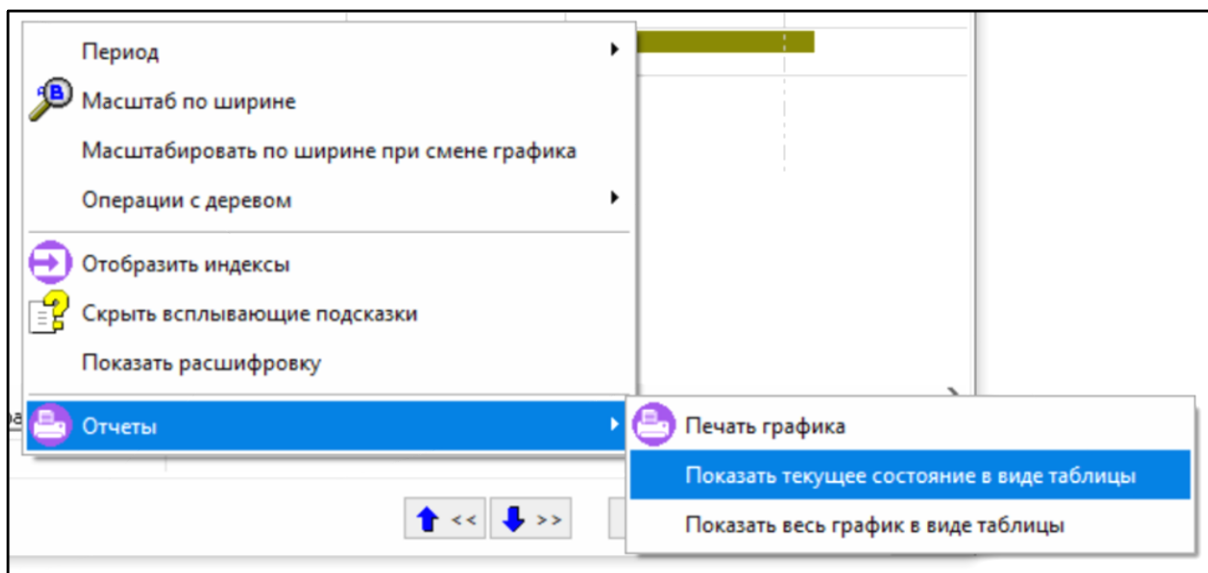 Период
Масштаб по ширине
Масштабировать по ширине при смене графика
Операции с деревом
Отобразить индексы
Скрыть всплывающие подсказки
Показать расшифровку
Отчеты
Печать графика
Показать текущее состояние в виде таблицы
Показать весь график в виде таблицы
<< >>